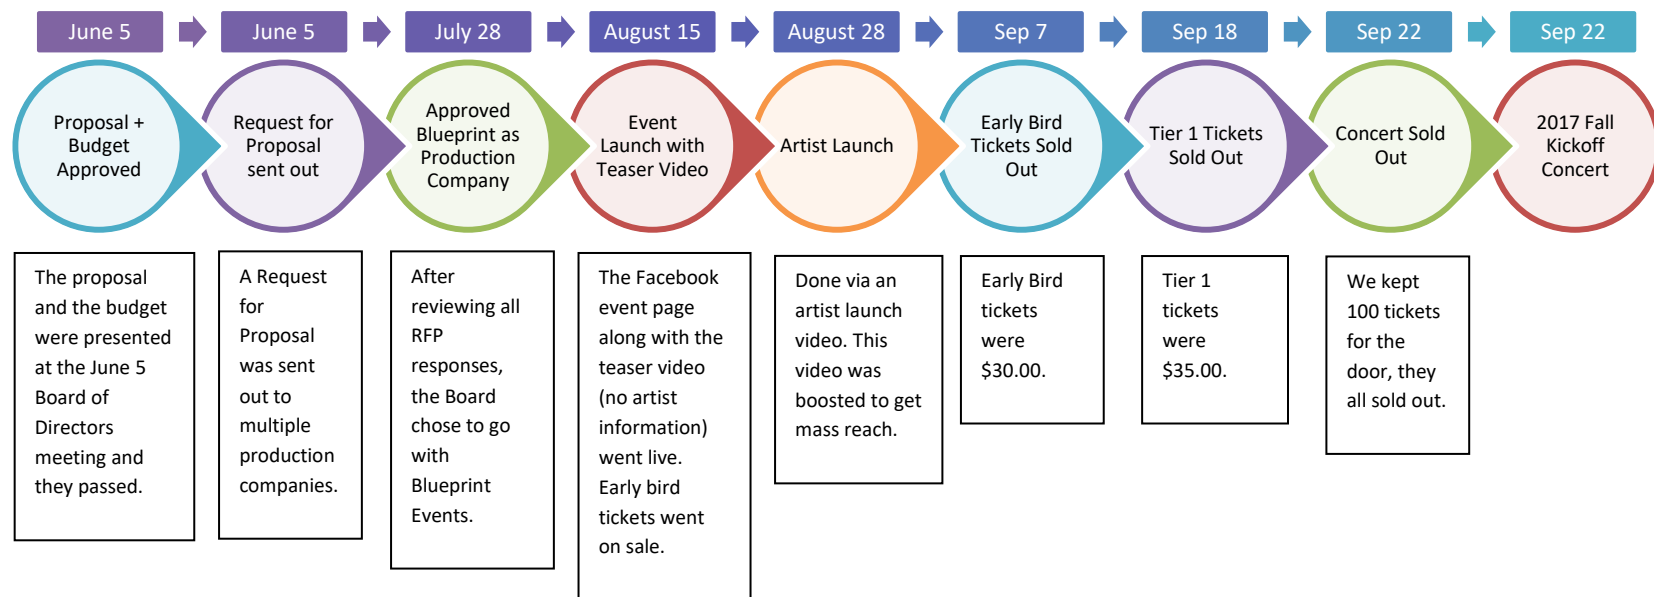 June 5
June 5
July 28
August 15
August 28
Sep 7
Sep 18
Sep 22
Sep 22
Proposal +
Budget
Approved
Request for
Proposal
sent out
Approved
Blueprint as
Production
Company
Event
Launch with
Teaser Video
Artist Launch
Early Bird
Tickets Sold
Out
Tier 1 Tickets
Sold Out
Concert Sold
Out
2017 Fall
Kickoff
Concert
The proposal
and the budget
were presented
at the June 5
Board of
Directors
meeting and
they passed.
A Request
for
Proposal
was sent
out to
multiple
production
companies.
After
reviewing all
RFP
responses,
the Board
chose to go
with
Blueprint
Events.
The Facebook
event page
along with the
teaser video
(no artist
information)
went live.
Early bird
tickets went
on sale.
Done via an
artist launch
video. This
video was
boosted to get
mass reach.
Early Bird
tickets
were
$30.00.
Tier 1
tickets
were
$35.00.
We kept
100 tickets
for the
door, they
all sold out.